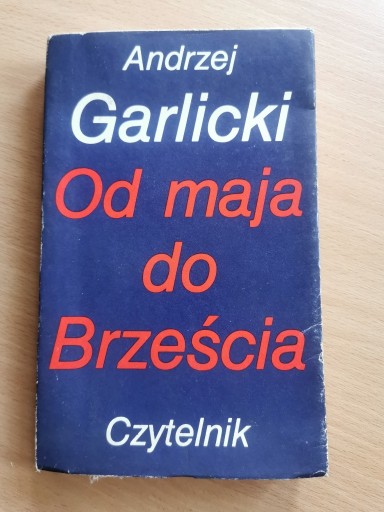 Andrzej
Garlicki
Od maja
do
Brześcia
Czytelnik